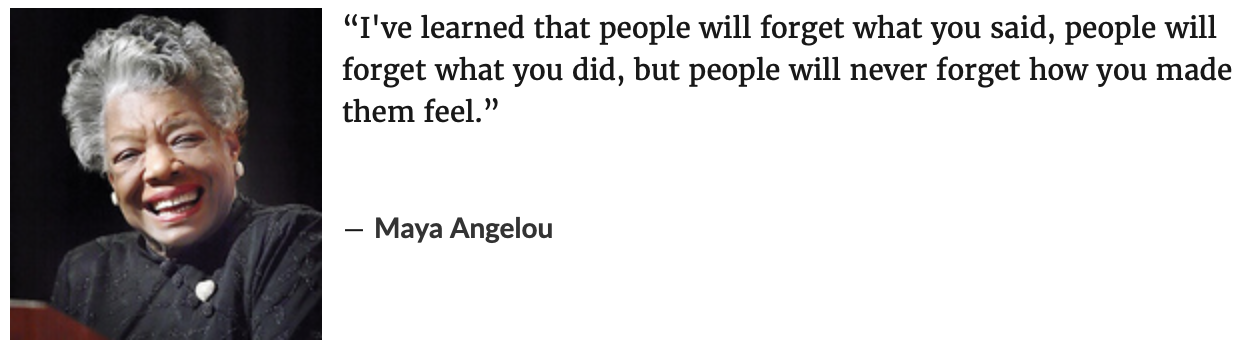 “I've learned that people will forget what you said, people will
forget what you did, but people will never forget how you made
them feel.”
― Maya Angelou